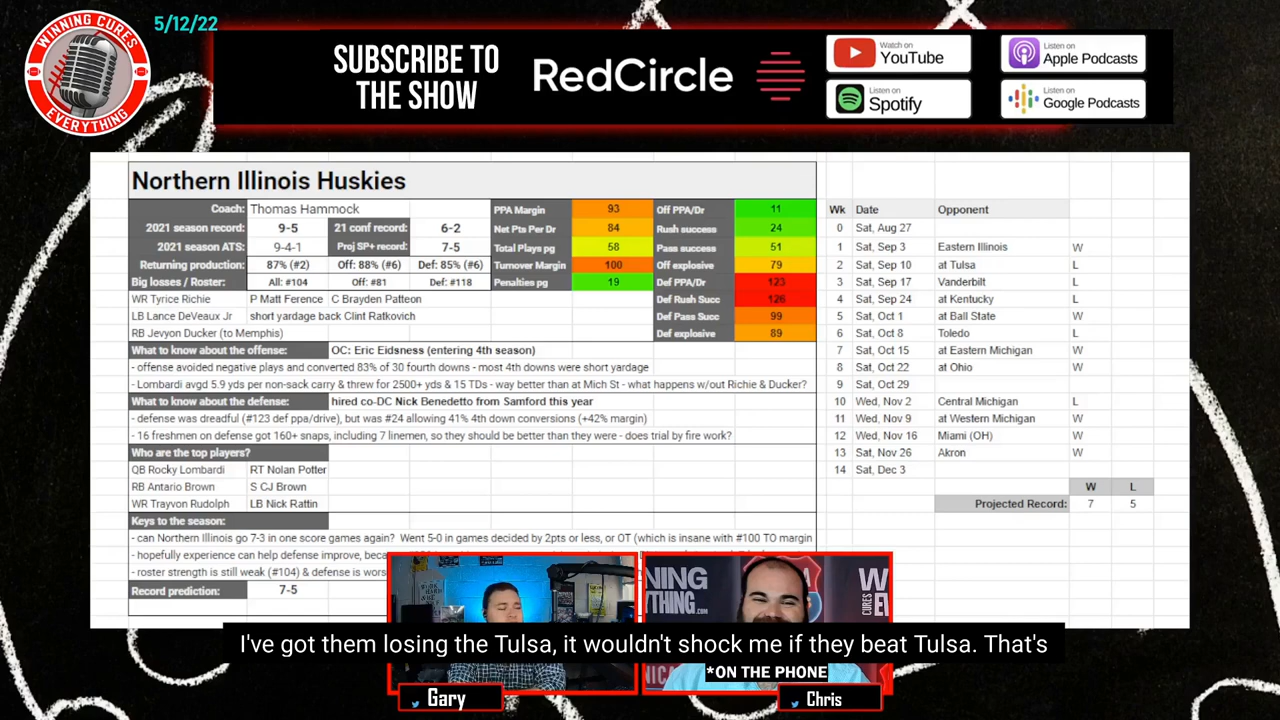 5/12/22
WINNING CURES
EVERYTHING
SUBSCRIBE TO
THE SHOW
RedCircle
Watch on
YouTube
Listen on
Apple Podcasts
Listen on
Spotify
Listen on
Google Podcasts
Northern Illinois Huskies
Coach: Thomas Hammock PPA Margin 93 Off PPA/Dr 11
2021 season record: 9-5 21 conf record: 6-2 Net Pts Per Dr 84 Rush success 24
2021 season ATS: 9-4-1 Proj SP+ record: 7-5 Total Plays pg 58 Pass success 51
Returning production: 87% (#2) Off: 88% (#6) Def: 85% (#6) Turnover Margin 100 Off explosive 79
Big losses / roster rank All: #104 Off: #81 Def: #118 Penalties pg 19 Def PPA/Dr 123
WR Tyrice Richie P Matt Ference C Brayden Patteon Def Rush Succ 126
LB Lance DeVeaux Jr short yardage back Clint Ratkovich Def Pass Succ 99
RB Jevyon Ducker (to Memphis) Def explosive 89
What to know about the offense: OC: Eric Eidsness (entering 4th season)
- offense avoided negative plays and converted 83% of 30 fourth downs - most 4th downs were short yardage
- Lombardi avgd 5.9 yds per non-sack carry & threw for 2500+ yds & 15 TDs - way better than at Mich St - what happens w/out Richie & Ducker?
What to know about the defense: hired co-DC Nick Benedetto from Samford this year
- defense was dreadful (#123 def ppa/drive), but was #24 allowing 41% 4th down conversions (+42% margin)
- 16 freshmen on defense got 160+ snaps, including 7 linemen, so they should be better than they were - does trial by fire work?
Who are the top players?
QB Rocky Lombardi RT Nolan Potter
RB Antario Brown S CJ Brown
WR Trayvon Rudolph LB Nick Rattin
Keys to the season:
- can Northern Illinois go 7-3 in one score games again? Went 5-0 in games decided by 2pts or less, or OT (which is insane with #100 TO margin
- hopefully experience can help defense improve, beca
- roster strength is still weak (#104) & defense is wors
Record prediction: 7-5
Wk Date Opponent
0 Sat, Aug 27
1 Sat, Sep 3 Eastern Illinois W
2 Sat, Sep 10 at Tulsa L
3 Sat, Sep 17 Vanderbilt L
4 Sat, Sep 24 at Kentucky L
5 Sat, Oct 1 at Ball State W
6 Sat, Oct 8 Toledo L
7 Sat, Oct 15 at Eastern Michigan W
8 Sat, Oct 22 at Ohio W
9 Sat, Oct 29
10 Wed, Nov 2 Central Michigan L
11 Wed, Nov 9 at Western Michigan W
12 Wed, Nov 16 Miami (OH) W
13 Sat, Nov 26 Akron W
14 Sat, Dec 3
W L
Projected Record: 7 5
I've got them losing the Tulsa, it wouldn't shock me if they beat Tulsa. That's
*ON THE PHONE
Gary
Chris